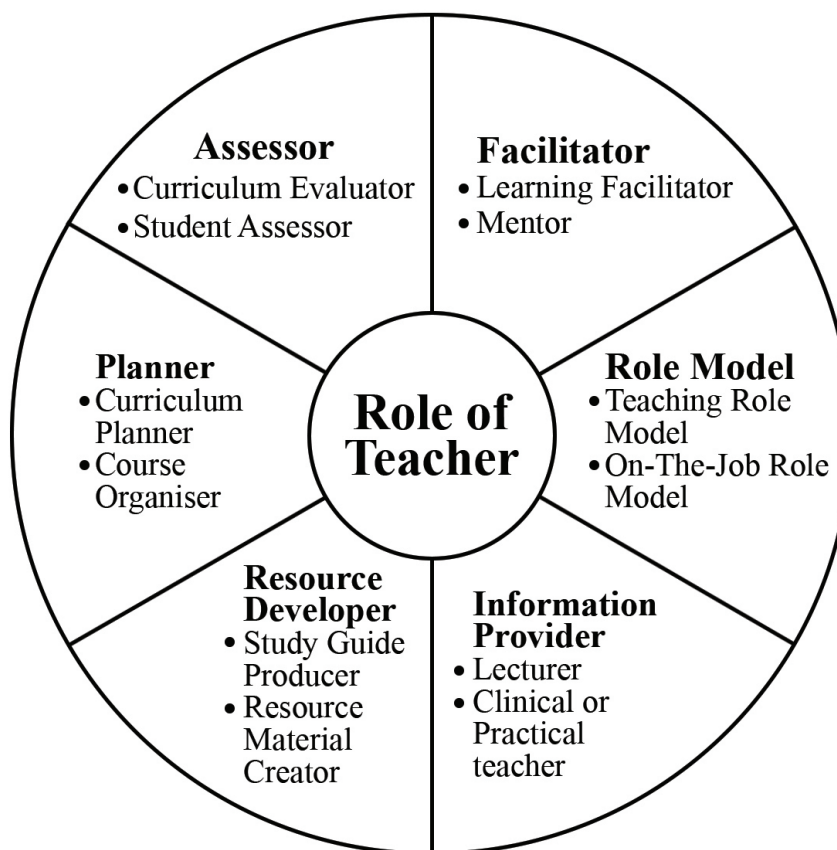 Assessor
• Curriculum Evaluator
• Student Assessor
Facilitator
• Learning Facilitator
• Mentor
Planner
• Curriculum
Planner
• Course
Organiser
Role of
Teacher
Role Model
• Teaching Role
Model
• On-The-Job Role
Model
Resource
Developer
• Study Guide
Producer
• Resource
Material
Creator
Information
Provider
• Lecturer
• Clinical or
Practical
teacher